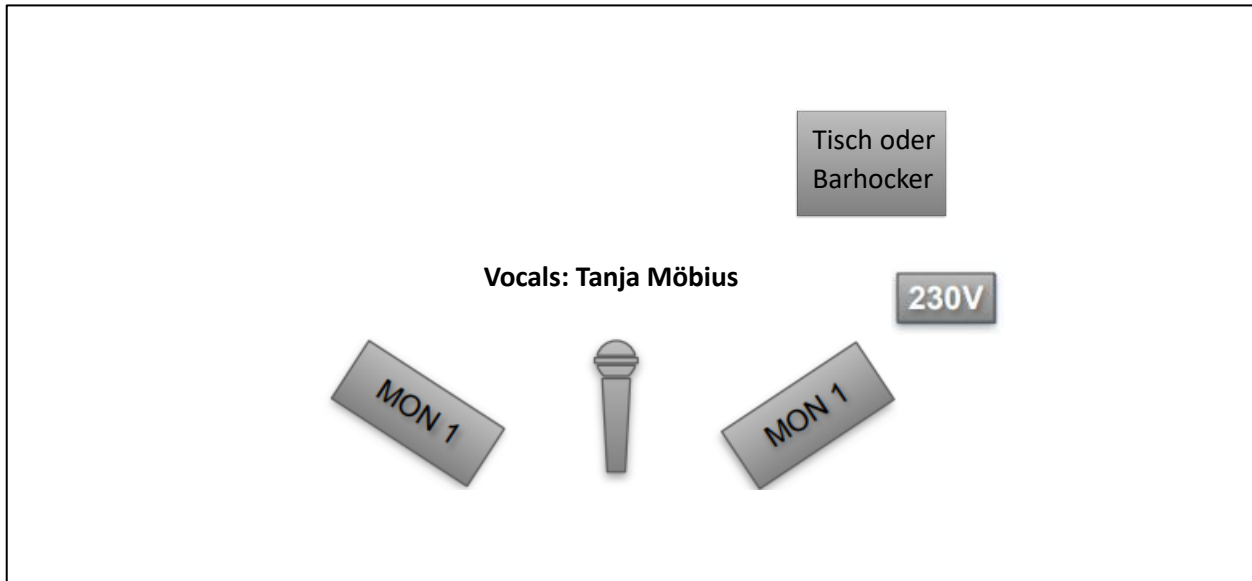 Tisch oder
Barhocker
Vocals: Tanja Möbius
230V
MON 1
MON 1